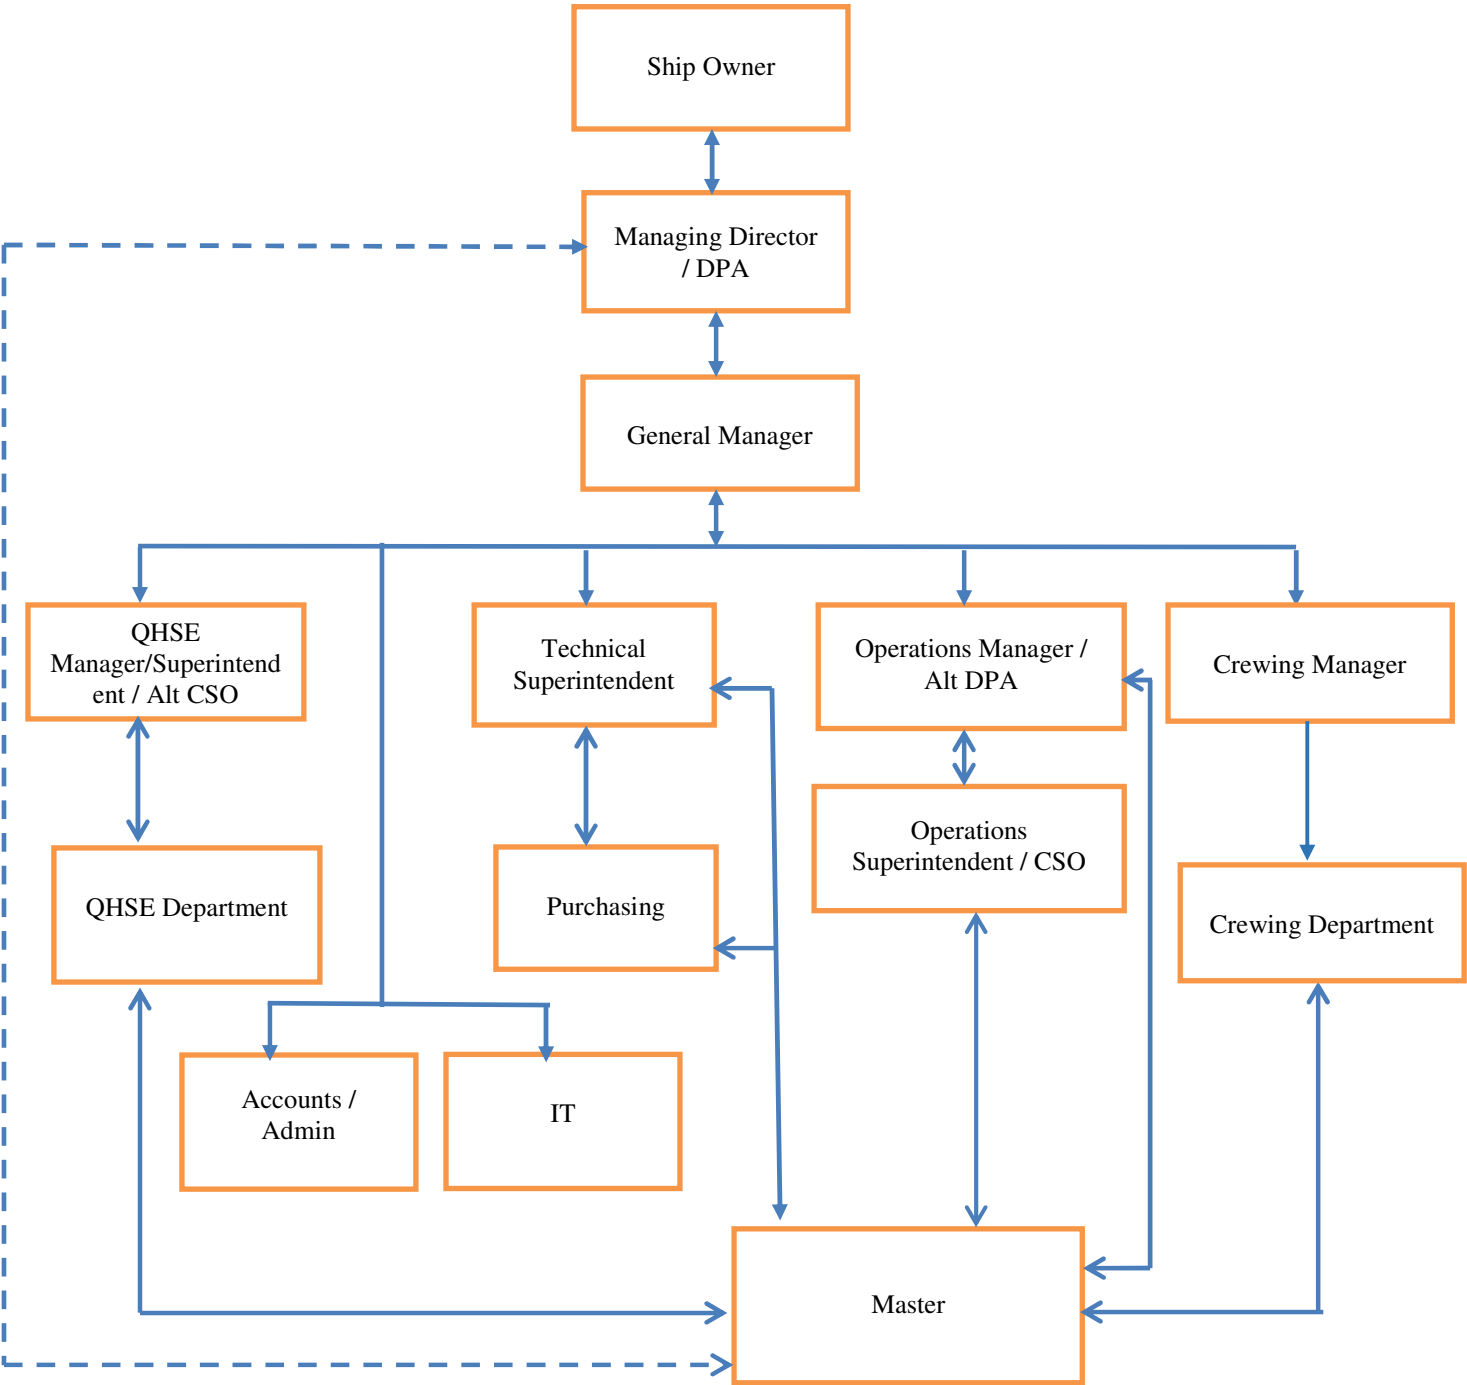 Ship Owner
Managing Director
/ DPA
General Manager
QHSE
Manager/Superintend
ent / Alt CSO
Technical
Superintendent
Operations Manager /
Alt DPA
Crewing Manager
Operations
Superintendent / CSO
QHSE Department
Purchasing
Crewing Department
Accounts /
Admin
IT
Master